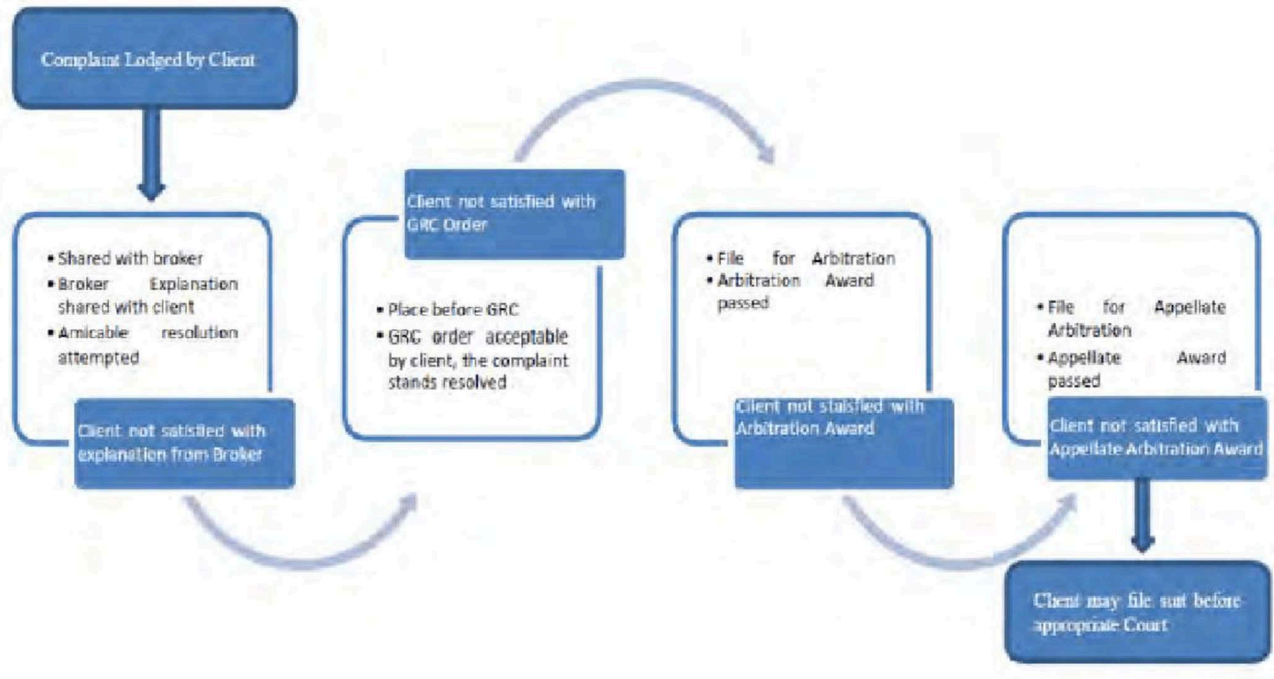 Complaint Lodged by Client
• Shared with broker
• Broker Explanation
shared with client
• Amicable resolution
attempted
Client not satisfied with
explanation from Broker
Client not satisfied with
GRC Order
• Place before GRC
• GRC order acceptable
by client, the complaint
stands resolved
• File for Arbitration
• Arbitration Award
passed
Client not staisfied with
Arbitration Award
• File for Appellate
Arbitration
• Appellate Award
passed
Client not satisfied with
Appellate Arbitration Award
Client may file suit before
appropriate Court